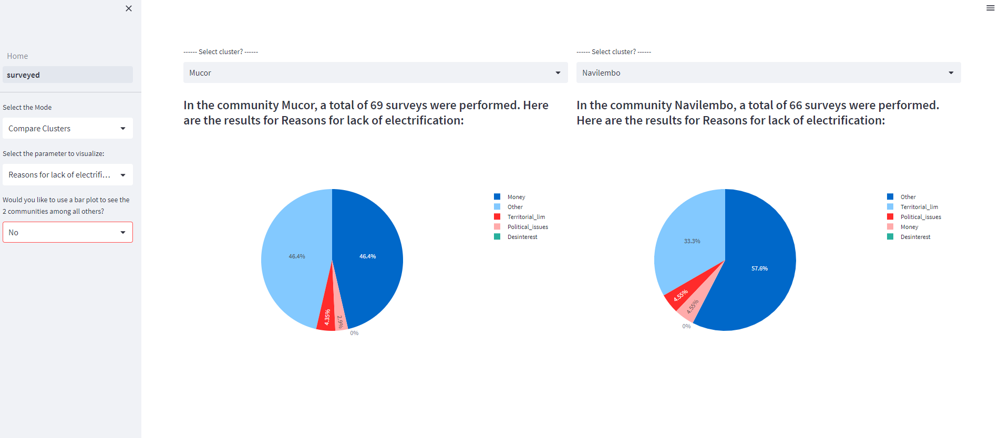 Home
surveyed
Select the Mode
Compare Clusters
Select the parameter to visualize:
Reasons for lack of electrifi...
Would you like to use a bar plot to see the
2 communities among all others?
No
------ Select cluster? ------
Mucor
In the community Mucor, a total of 69 surveys were performed. Here
are the results for Reasons for lack of electrification:
46.4%
46.4%
4.35%
2.9%
0%
Money
Other
Territorial_lim
Political_issues
Desinterest
------ Select cluster? ------
Navilembo
In the community Navilembo, a total of 66 surveys were performed.
Here are the results for Reasons for lack of electrification:
33.3%
57.6%
4.55%
4.55%
0%
Other
Territorial_lim
Political_issues
Money
Desinterest